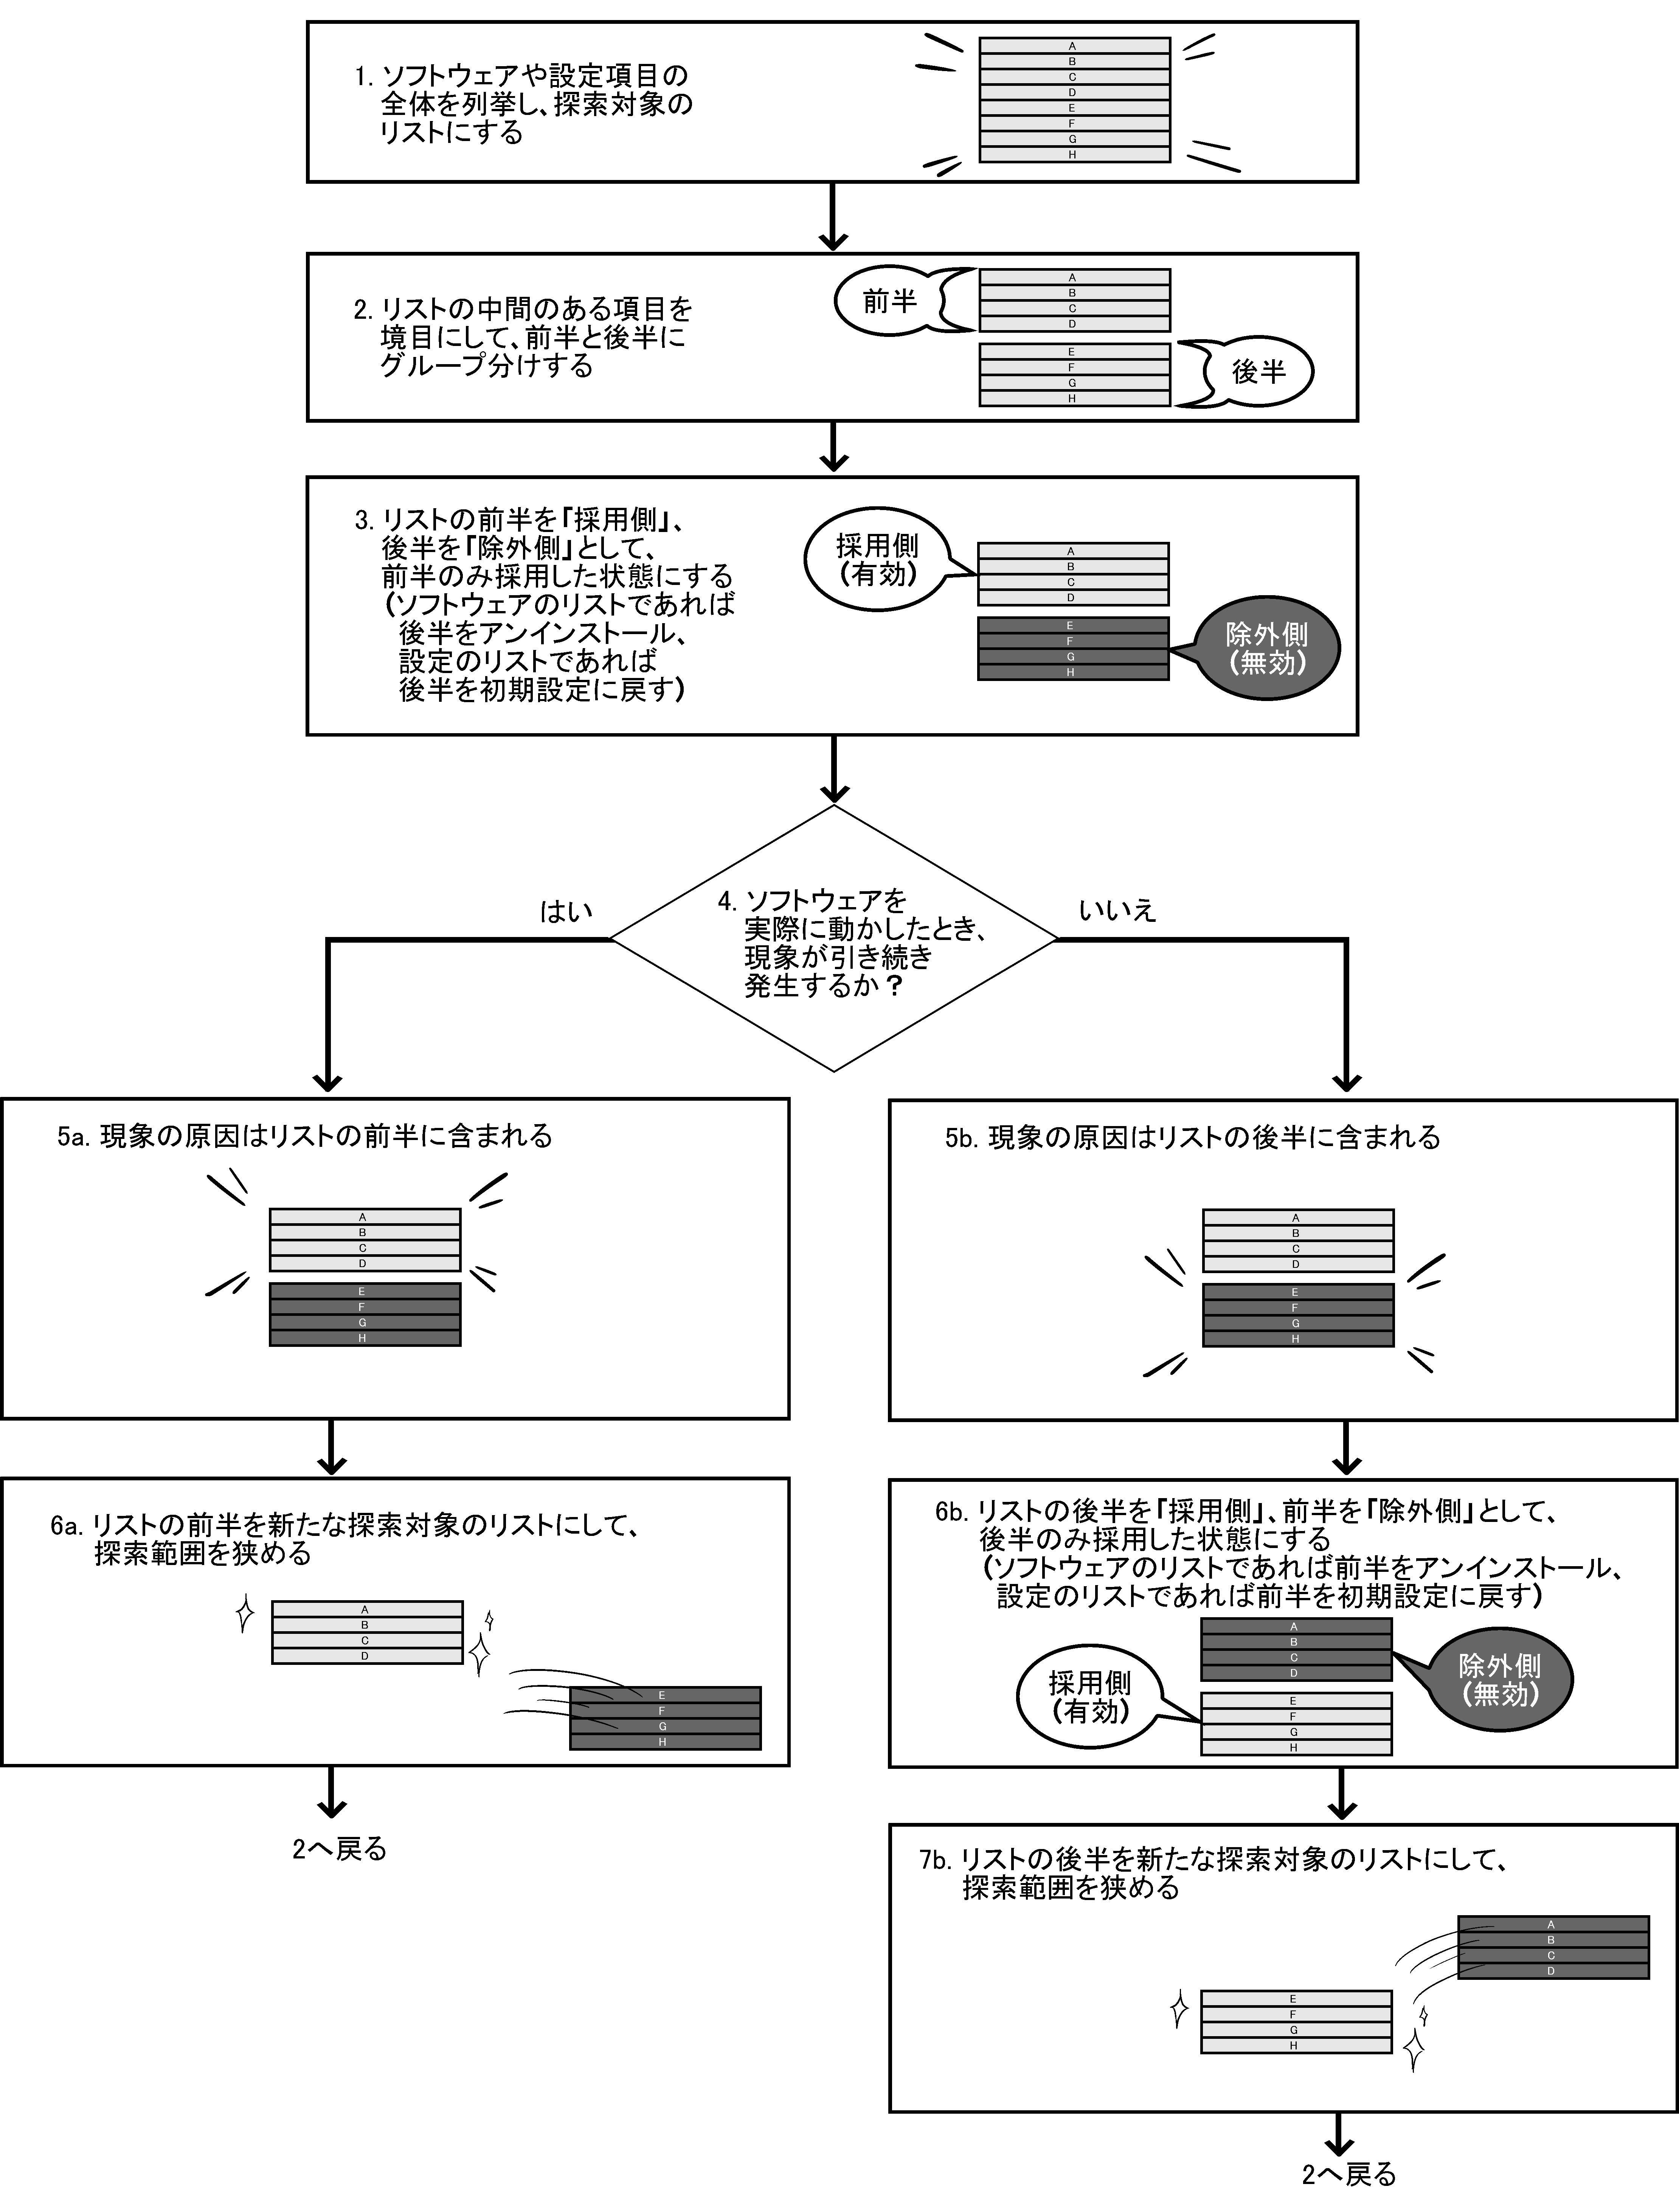 1. ソフトウェアや設定項目の
全体を列挙し、探索対象の
リストにする
A
B
C
D
E
F
G
H
2. リストの中間のある項目を
境目にして、前半と後半に
グループ分けする
前半
A
B
C
D
E
F
G
H
後半
3. リストの前半を『採用側』、
後半を『除外側』として、
前半のみ採用した状態にする
(ソフトウェアのリストであれば
後半をアンインストール、
設定のリストであれば
後半を初期設定に戻す)
採用側
(有効)
A
B
C
D
E
F
G
H
除外側
(無効)
4. ソフトウェアを
実際に動かしたとき、
現象が引き続き
発生するか？
はい
いいえ
5a. 現象の原因はリストの前半に含まれる
A
B
C
D
E
F
G
H
5b. 現象の原因はリストの後半に含まれる
A
B
C
D
E
F
G
H
6a. リストの前半を新たな探索対象のリストにして、
探索範囲を狭める
A
B
C
D
E
F
G
H
2へ戻る
6b. リストの後半を『採用側』、前半を『除外側』として、
後半のみ採用した状態にする
(ソフトウェアのリストであれば前半をアンインストール、
設定のリストであれば前半を初期設定に戻す)
A
B
C
D
除外側
(無効)
採用側
(有効)
E
F
G
H
7b. リストの後半を新たな探索対象のリストにして、
探索範囲を狭める
A
B
C
D
E
F
G
H
2へ戻る